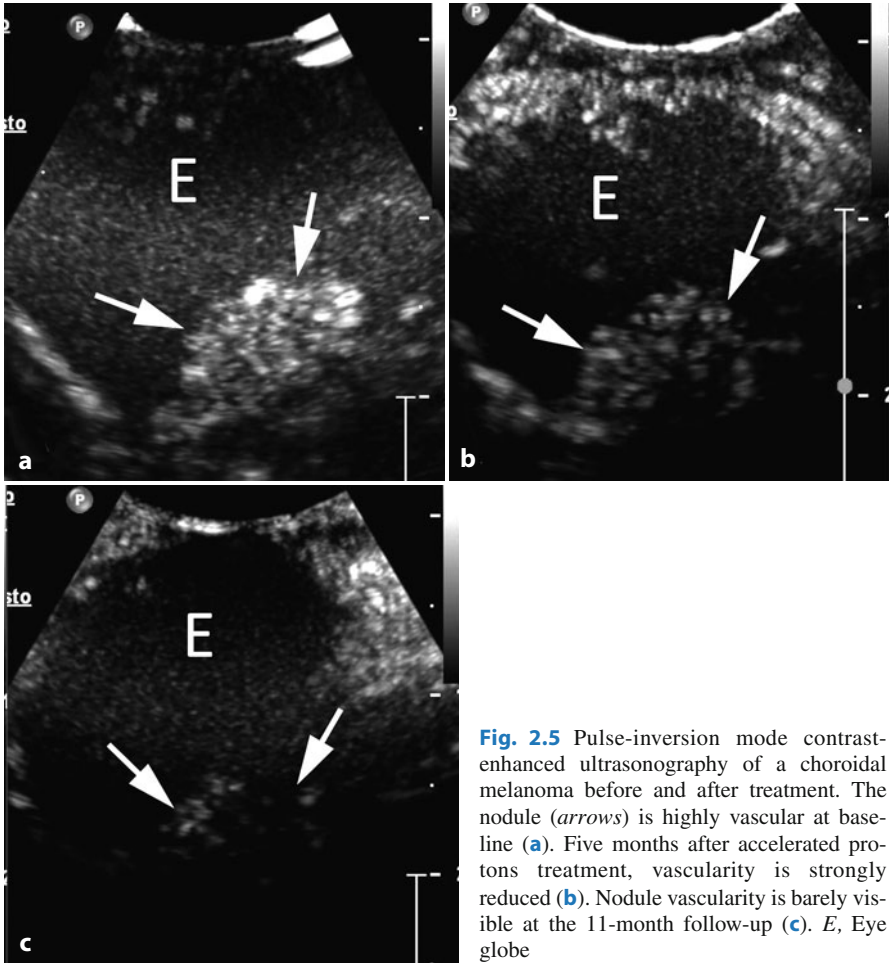 P
sto
E
a
P
E
b
2
P
sto
E
c
Fig. 2.5 Pulse-inversion mode contrast-
enhanced ultrasonography of a choroidal
melanoma before and after treatment. The
nodule (arrows) is highly vascular at base-
line (a). Five months after accelerated pro-
tons treatment, vascularity is strongly
reduced (b). Nodule vascularity is barely vis-
ible at the 11-month follow-up (c). E, Eye
globe